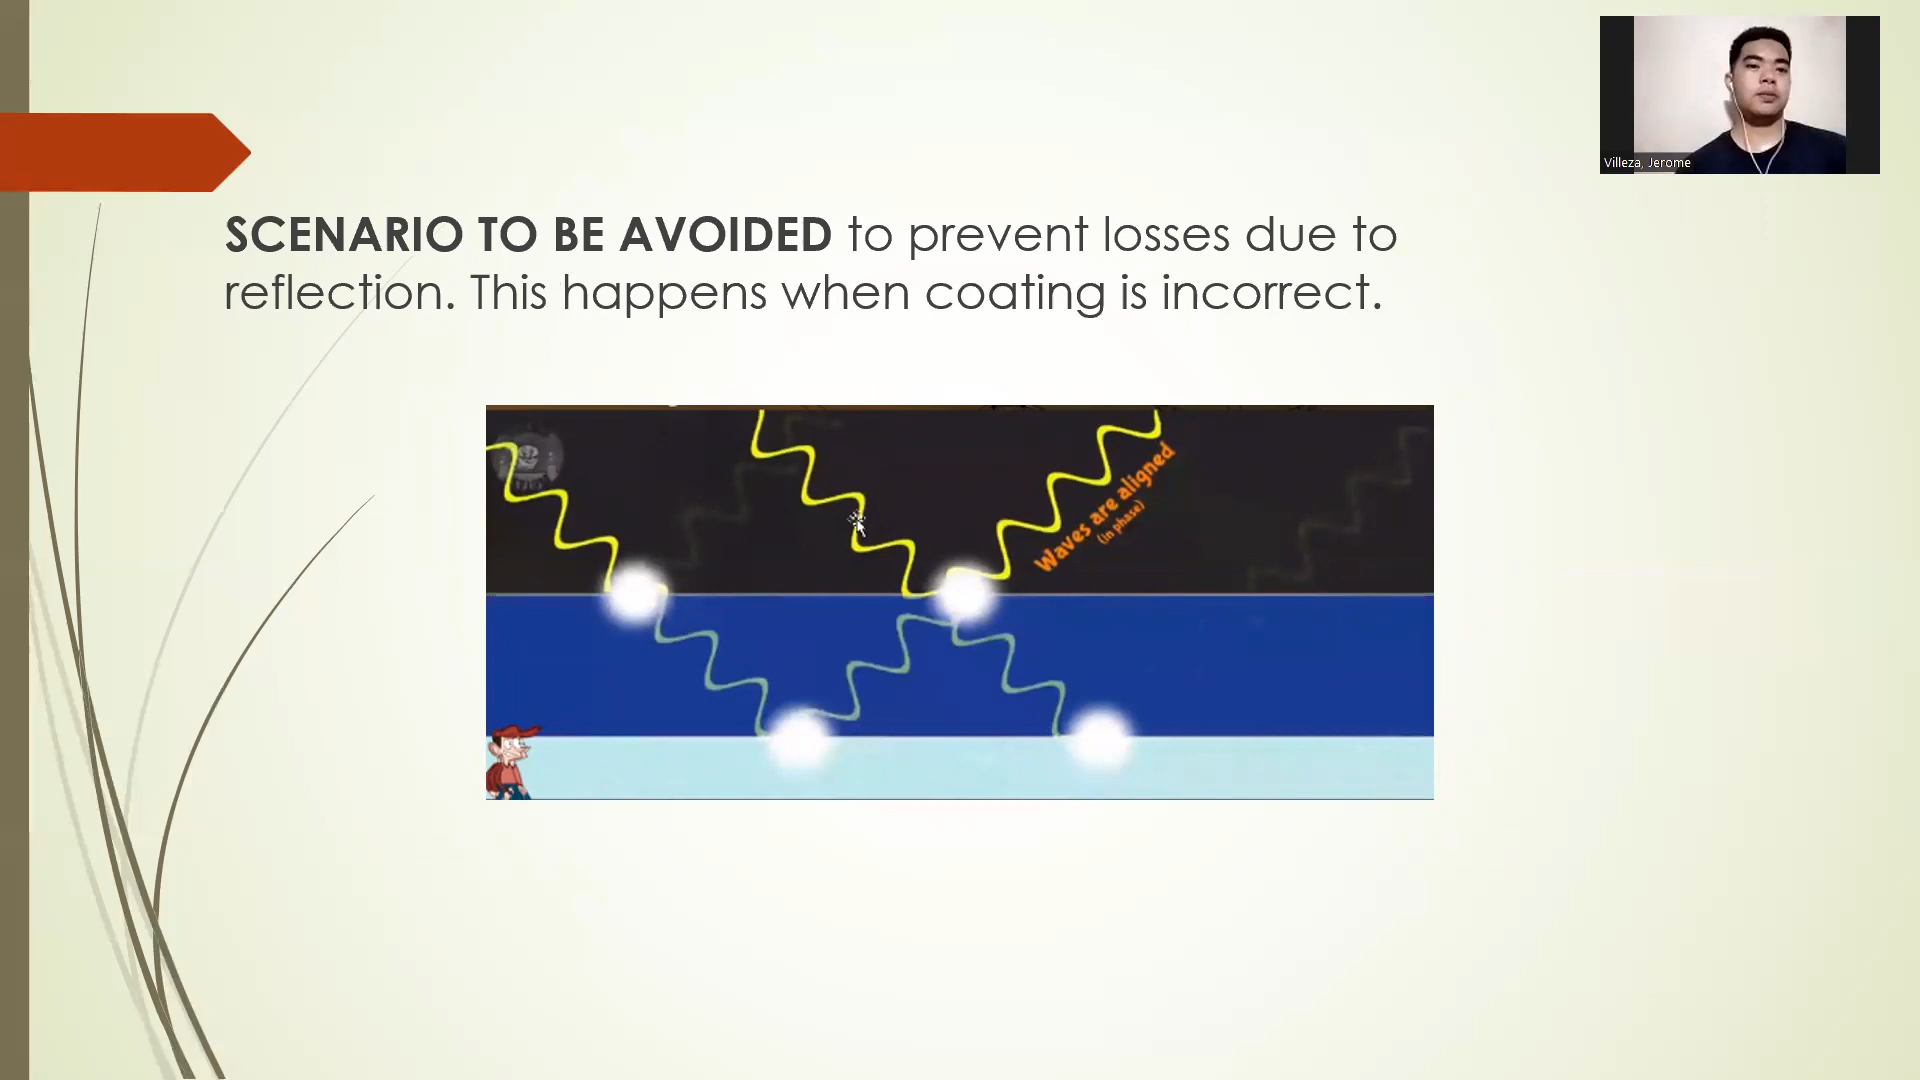 Villeza, Jerome
SCENARIO TO BE AVOIDED to prevent losses due to
reflection. This happens when coating is incorrect.
Waves are aligned
(in phase)